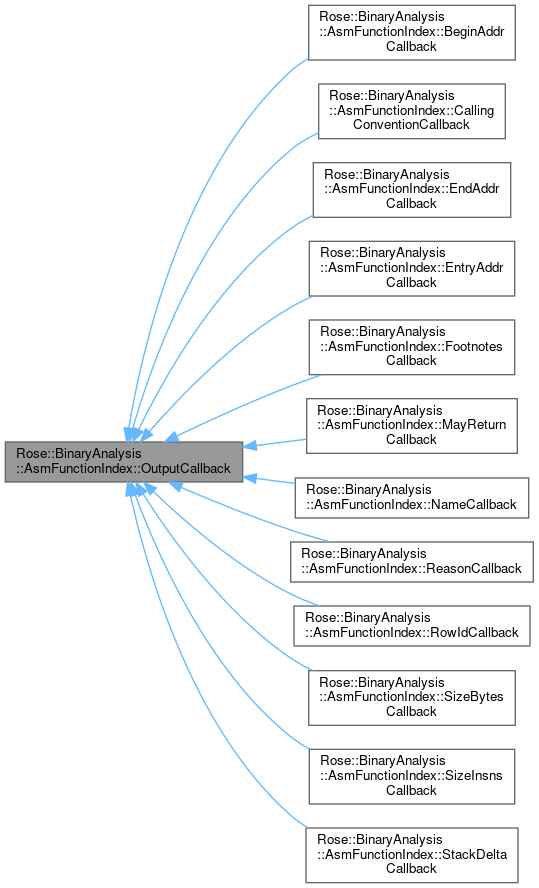 Rose::BinaryAnalysis
::AsmFunctionIndex::BeginAddr
Callback
Rose::BinaryAnalysis
::AsmFunctionIndex::Calling
ConventionCallback
Rose::BinaryAnalysis
::AsmFunctionIndex::EndAddr
Callback
Rose::BinaryAnalysis
::AsmFunctionIndex::EntryAddr
Callback
Rose::BinaryAnalysis
::AsmFunctionIndex::Footnotes
Callback
Rose::BinaryAnalysis
::AsmFunctionIndex::MayReturn
Callback
Rose::BinaryAnalysis
::AsmFunctionIndex::OutputCallback
Rose::BinaryAnalysis
::AsmFunctionIndex::NameCallback
Rose::BinaryAnalysis
::AsmFunctionIndex::ReasonCallback
Rose::BinaryAnalysis
::AsmFunctionIndex::RowIdCallback
Rose::BinaryAnalysis
::AsmFunctionIndex::SizeBytes
Callback
Rose::BinaryAnalysis
::AsmFunctionIndex::SizeInsns
Callback
Rose::BinaryAnalysis
::AsmFunctionIndex::StackDelta
Callback